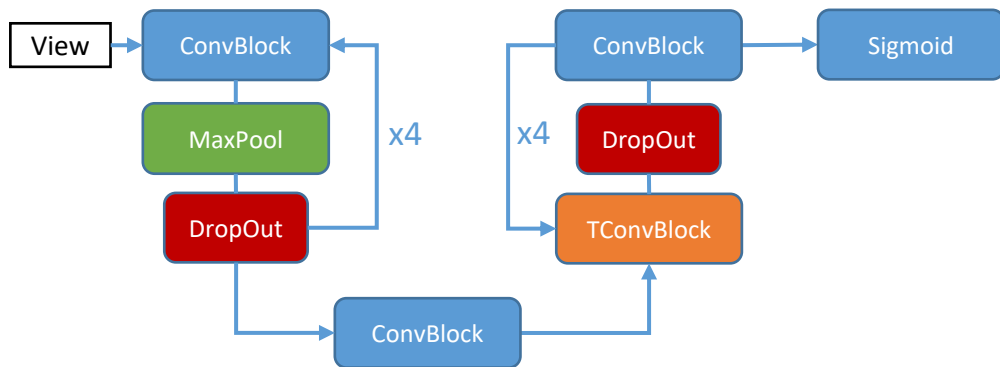 View
ConvBlock
MaxPool
DropOut
x4
ConvBlock
TConvBlock
DropOut
ConvBlock
x4
Sigmoid